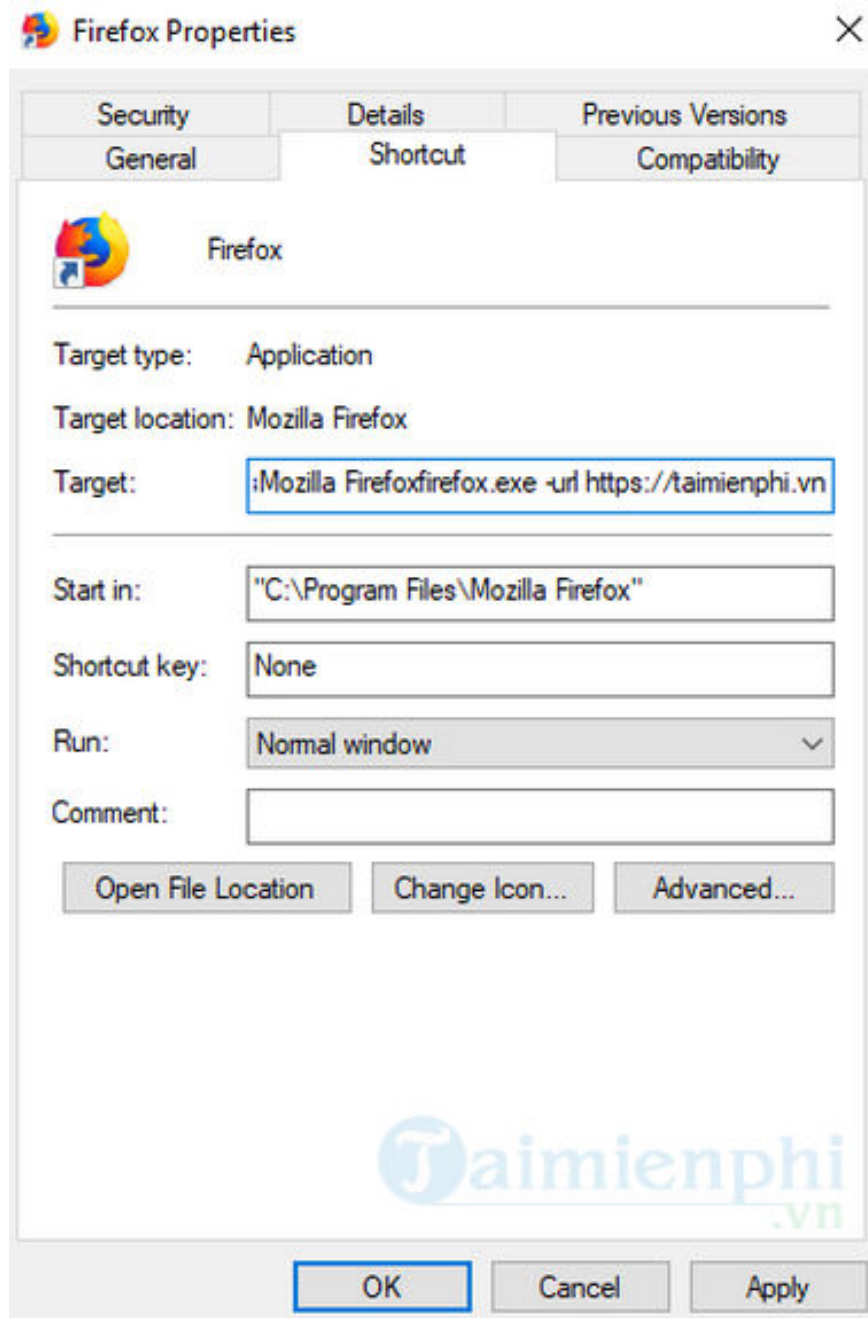 Firefox Properties
Security Details Previous Versions
General Shortcut Compatibility
Firefox
Target type: Application
Target location: Mozilla Firefox
Target: Mozilla Firefoxfirefox.exe -url https://taimienphi.vn
Start in: "C:\Program Files\Mozilla Firefox"
Shortcut key: None
Run: Normal window
Comment:
Open File Location Change Icon... Advanced...
Taimienphi
.vn
OK Cancel Apply